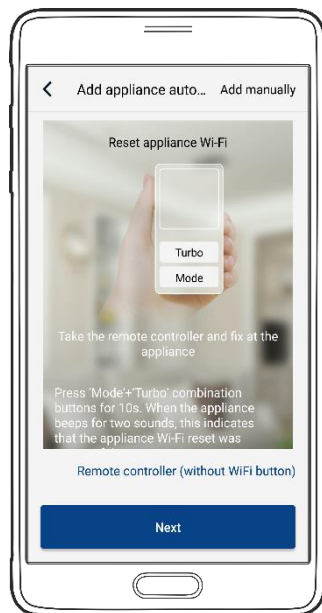 Add appliance auto... Add manually
Reset appliance Wi-Fi
Turbo
Mode
Take the remote controller and fix at the
appliance
Press 'Mode'+'Turbo' combination
buttons for 10s. When the appliance
beeps for two sounds, this indicates
that the appliance Wi-Fi reset was
Remote controller (without WiFi button)
Next